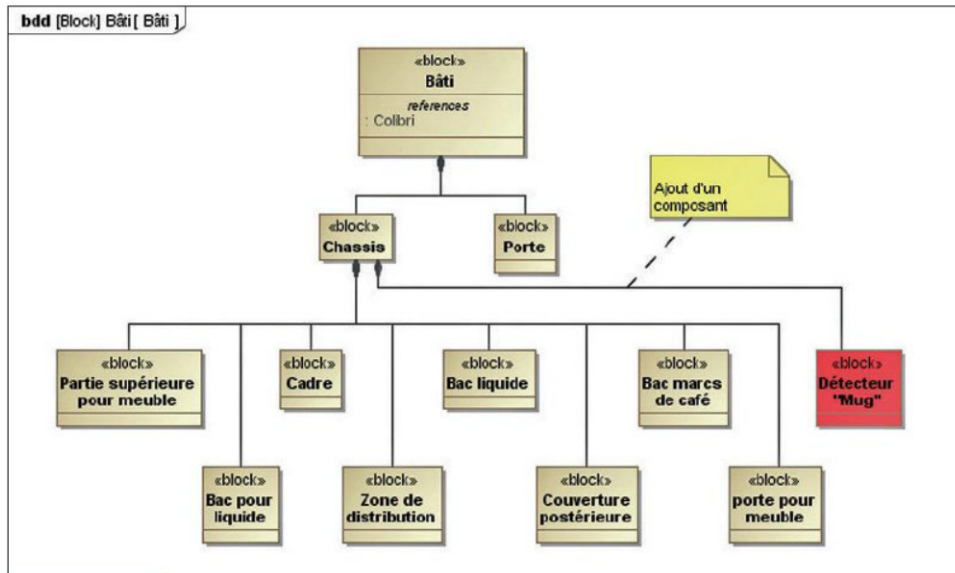 bdd [Block] Bâti [ Bâti ]
«block»
Bâti
references
: Colibri
Ajout d'un
composant
«block»
Chassis
«block»
Porte
«block»
Partie supérieure
pour meuble
«block»
Cadre
«block»
Bac liquide
«block»
Bac marcs
de café
«block»
Détecteur
"Mug"
«block»
Bac pour
liquide
«block»
Zone de
distribution
«block»
Couverture
postérieure
«block»
porte pour
meuble